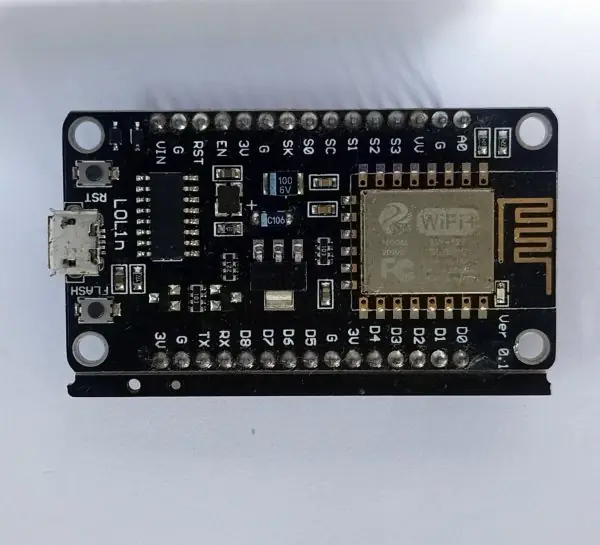 VIN G RST EN 3V G SK S0 SC S1 S2 S3 VU G A0
RST
LOLin
FLASH
100
6V
C106
WiFi
FC
3V G TX RX D8 D7 D6 D5 G 3V D4 D3 D2 D1 D0
Ver 0.1